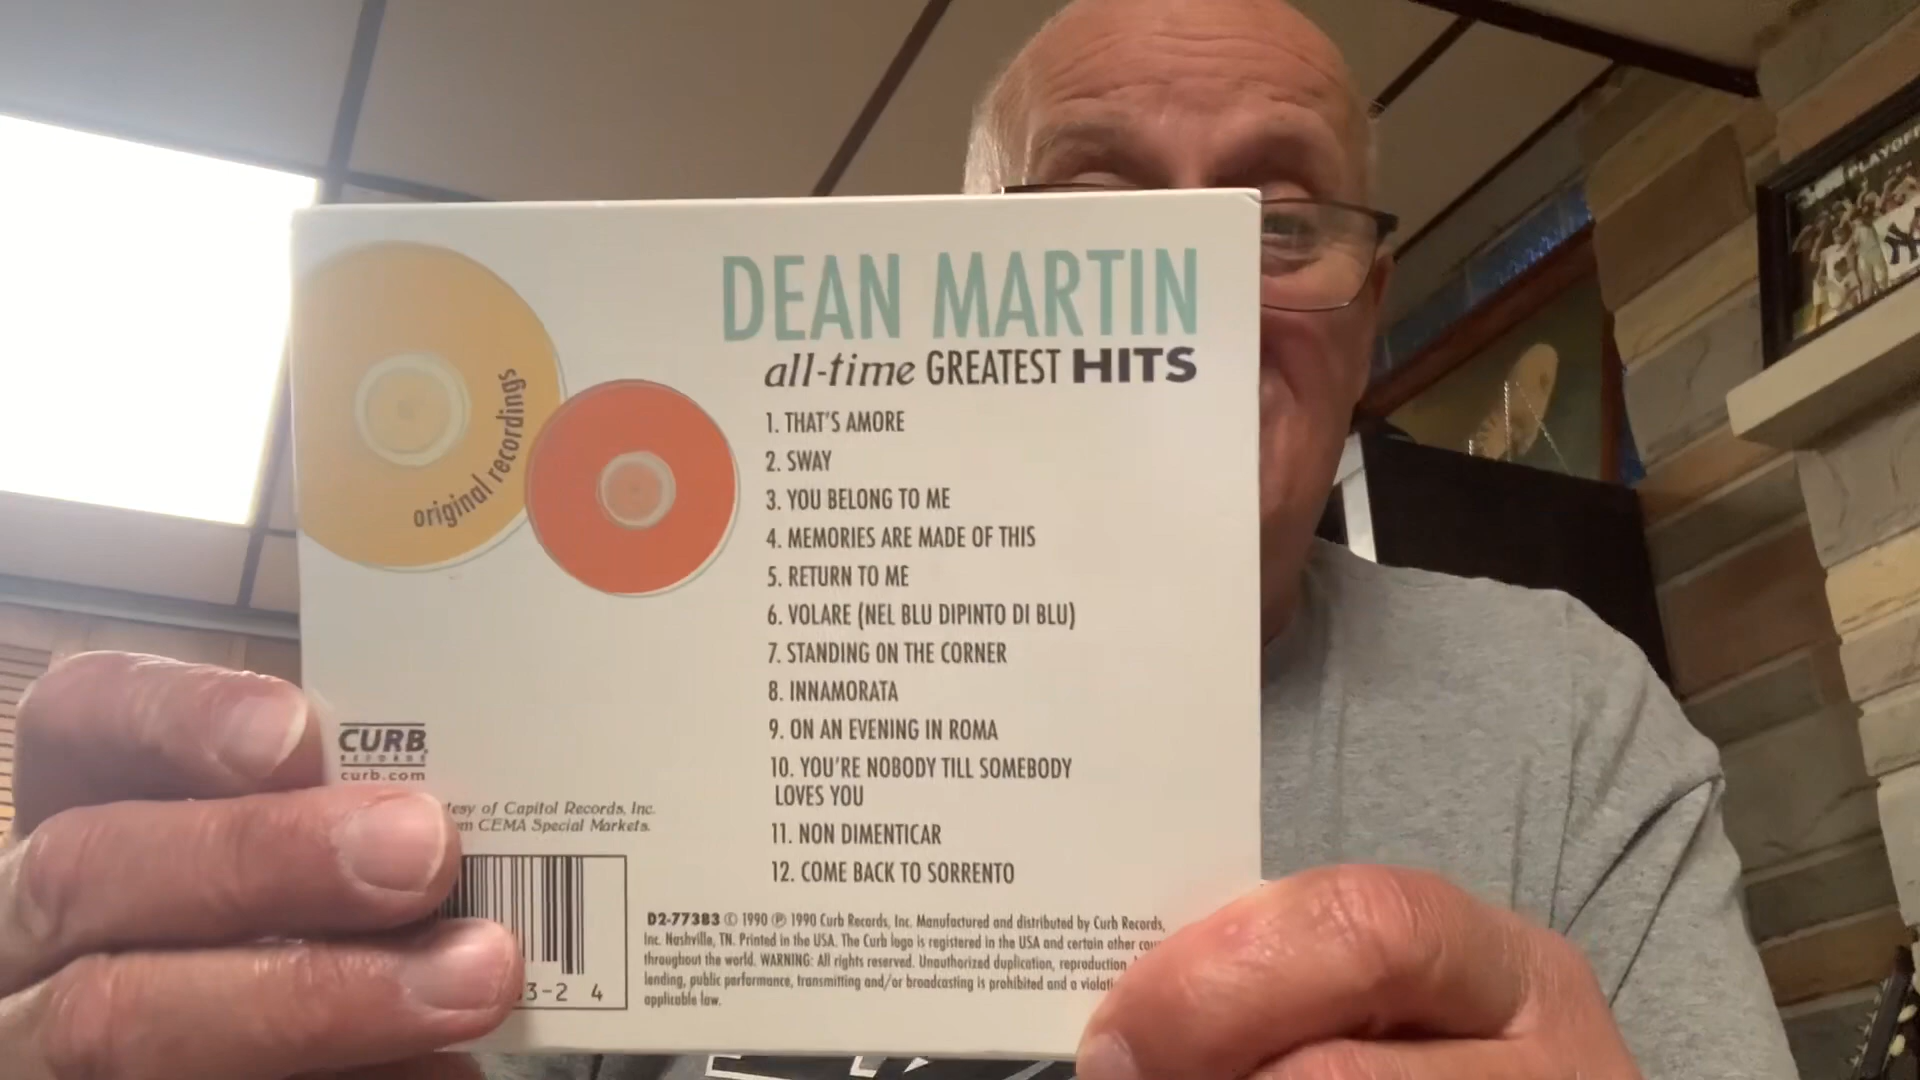 DEAN MARTIN
all-time GREATEST HITS
original recordings
1. THAT'S AMORE
2. SWAY
3. YOU BELONG TO ME
4. MEMORIES ARE MADE OF THIS
5. RETURN TO ME
6. VOLARE (NEL BLU DIPINTO DI BLU)
7. STANDING ON THE CORNER
8. INNAMORATA
9. ON AN EVENING IN ROMA
10. YOU'RE NOBODY TILL SOMEBODY
LOVES YOU
11. NON DIMENTICAR
12. COME BACK TO SORRENTO
CURB
RECORDS
curb.com
of Capitol Records, Inc.
CEMA Special Markets.
3-2 4
D2-77383 © 1990 ℗ 1990 Curb Records, Inc. Manufactured and distributed by Curb Records,
Inc. Nashville, TN. Printed in the USA. The Curb logo is registered in the USA and certain other
throughout the world. WARNING: All rights reserved. Unauthorized duplication, reproduction
lending, public performance, transmitting and/or broadcasting is prohibited and a
applicable law.
NY